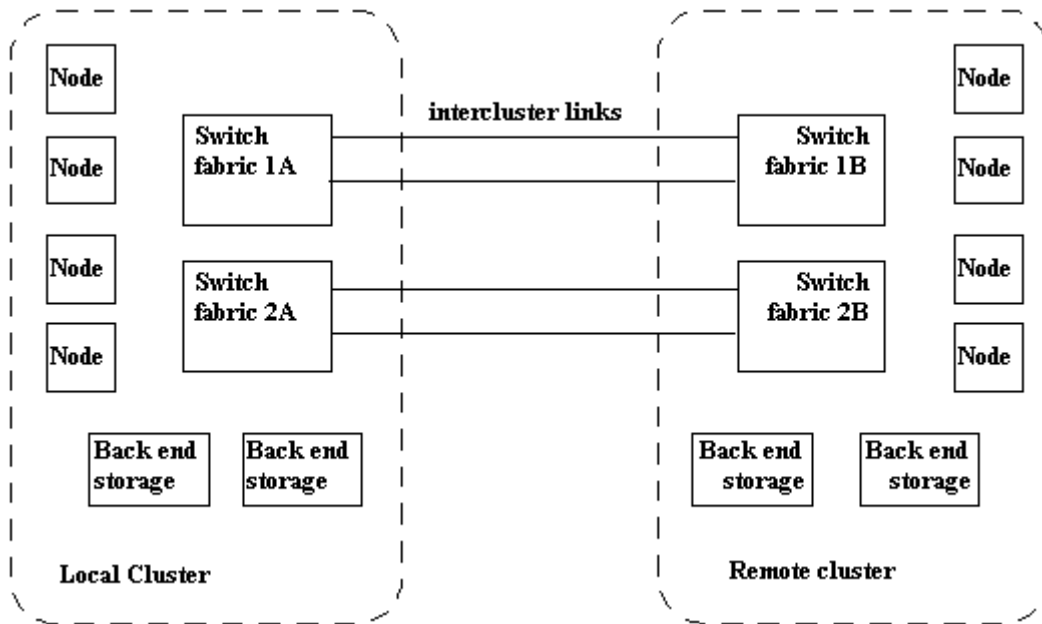 Node
Node
Node
Node
Switch
fabric 1A
Switch
fabric 2A
Back end
storage
Back end
storage
Local Cluster
intercluster links
Switch
fabric 1B
Switch
fabric 2B
Node
Node
Node
Node
Back end
storage
Back end
storage
Remote cluster